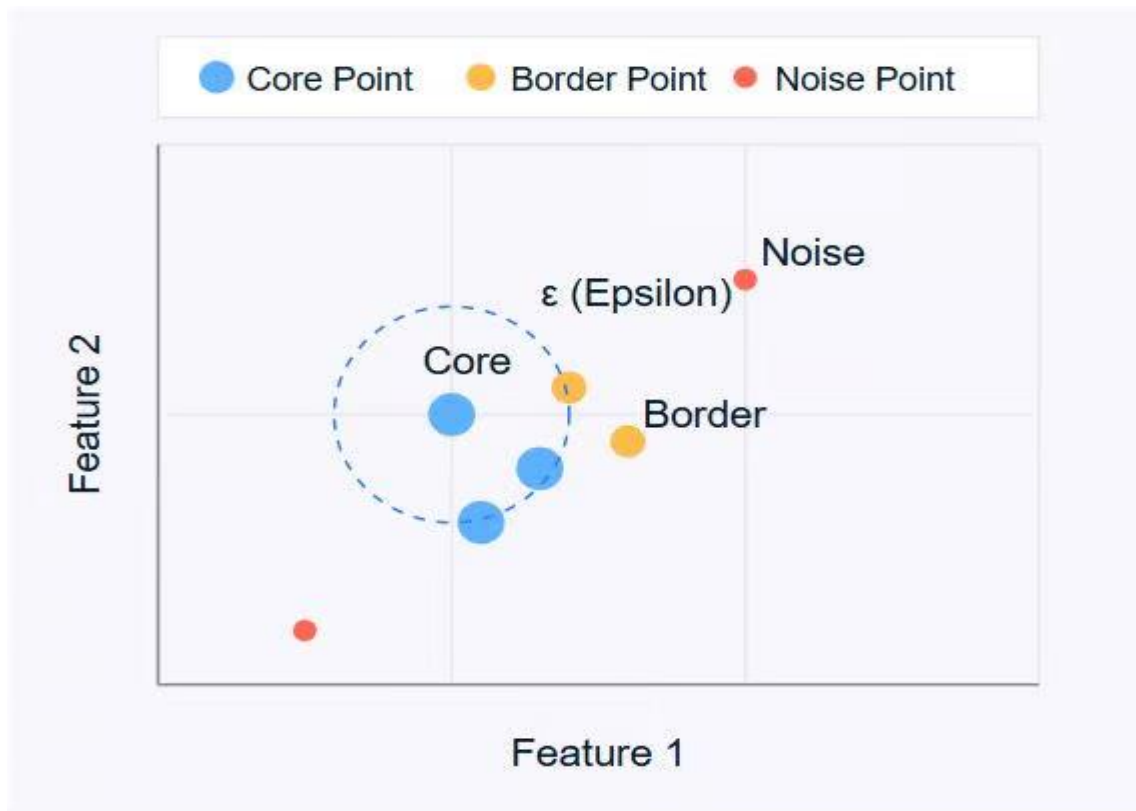 Core Point
Border Point
Noise Point
Noise
ε (Epsilon)
Core
Border
Feature 2
Feature 1